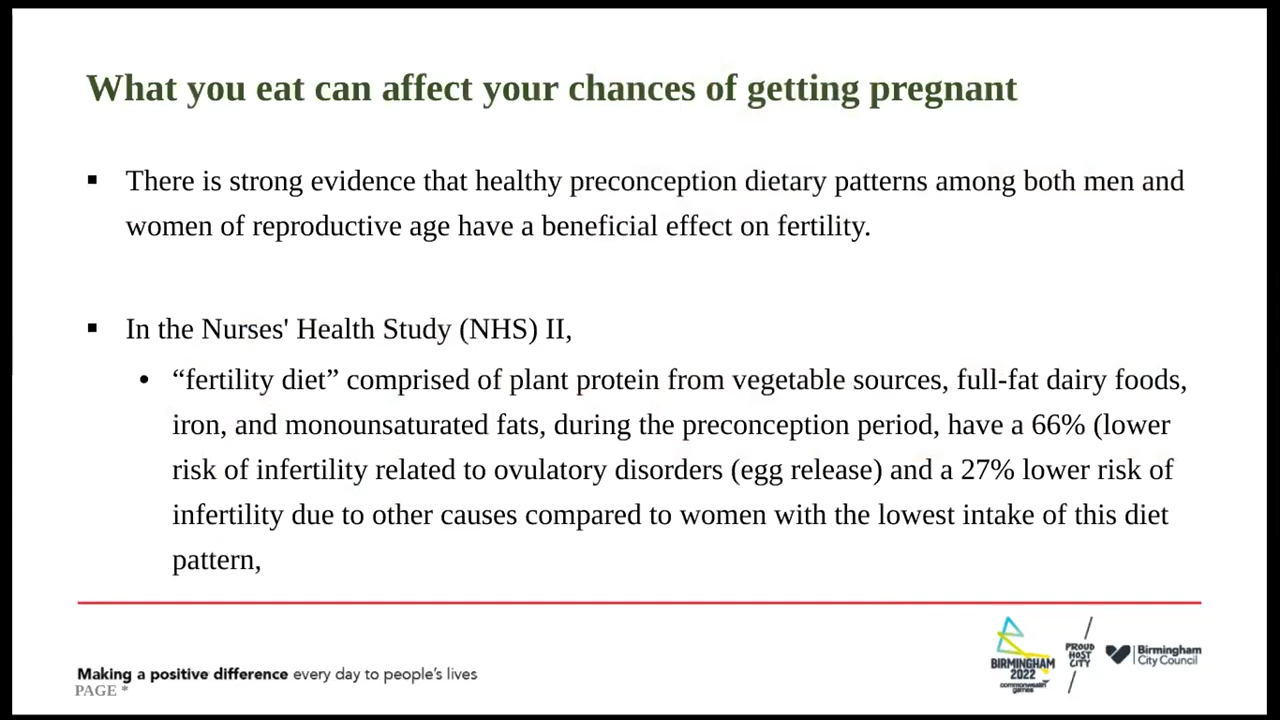 What you eat can affect your chances of getting pregnant
▪ There is strong evidence that healthy preconception dietary patterns among both men and
women of reproductive age have a beneficial effect on fertility.
▪ In the Nurses' Health Study (NHS) II,
• “fertility diet” comprised of plant protein from vegetable sources, full-fat dairy foods,
iron, and monounsaturated fats, during the preconception period, have a 66% (lower
risk of infertility related to ovulatory disorders (egg release) and a 27% lower risk of
infertility due to other causes compared to women with the lowest intake of this diet
pattern,
Making a positive difference every day to people’s lives
PAGE *
BIRMINGHAM
2022
commonwealth
games
PROUD
HOST
CITY
Birmingham
City Council